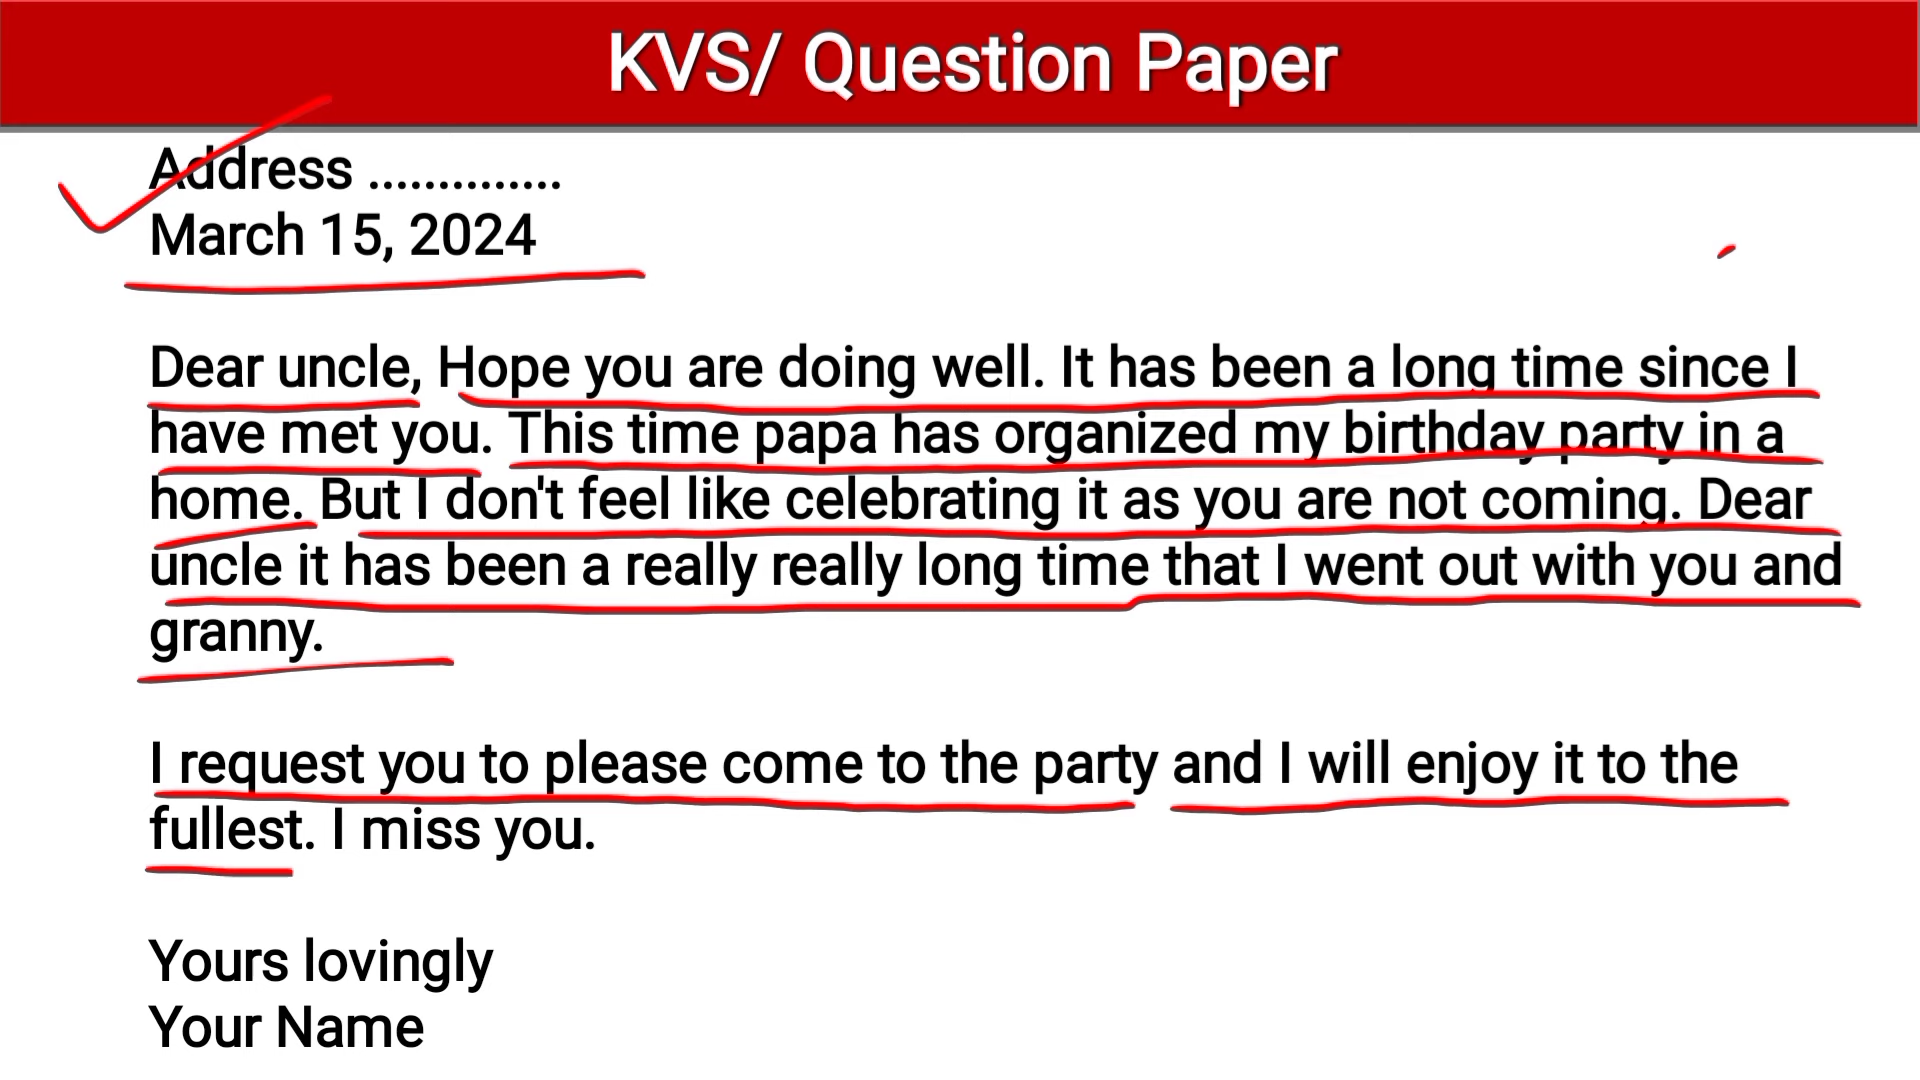 KVS/ Question Paper
Address ..............
March 15, 2024
Dear uncle, Hope you are doing well. It has been a long time since I
have met you. This time papa has organized my birthday party in a
home. But I don't feel like celebrating it as you are not coming. Dear
uncle it has been a really really long time that I went out with you and
granny.
I request you to please come to the party and I will enjoy it to the
fullest. I miss you.
Yours lovingly
Your Name